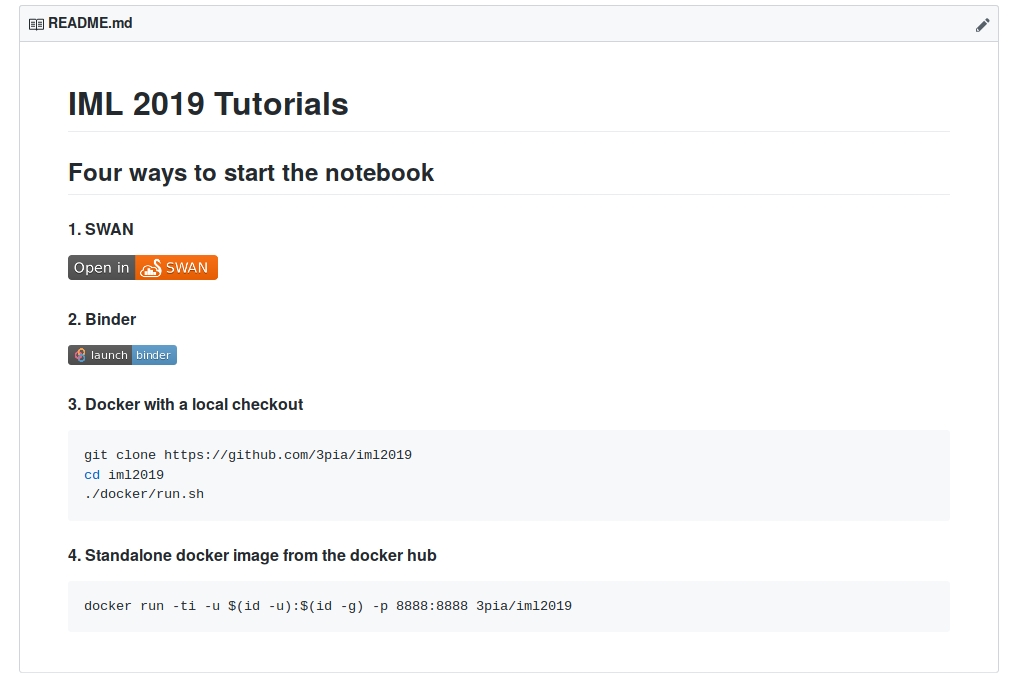 README.md
IML 2019 Tutorials
Four ways to start the notebook
1. SWAN
Open in SWAN
2. Binder
launch binder
3. Docker with a local checkout
git clone https://github.com/3pia/iml2019
cd iml2019
./docker/run.sh
4. Standalone docker image from the docker hub
docker run -ti -u $(id -u):$(id -g) -p 8888:8888 3pia/iml2019